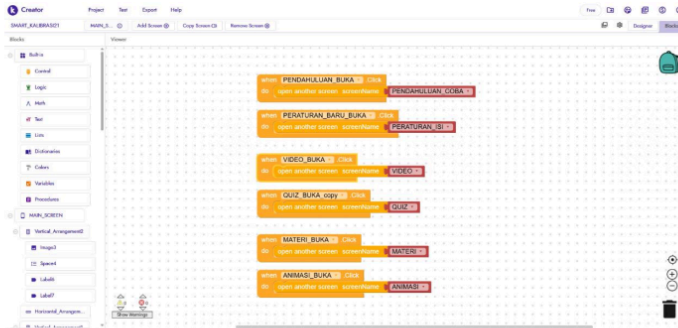 Creator
Project Test Export Help
Free
SMART_KALIBRASI21 MAIN_S... Add Screen Copy Screen Remove Screen Designer Blocks
Blocks Viewer
Built-in
Control
Logic
Math
Text
Lists
Dictionaries
Colors
Variables
Procedures
MAIN_SCREEN
Vertical_Arrangement2
Image3
Space4
Label6
Label7
Horizontal_Arrangem...
when PENDAHULUAN_BUKA .Click
do open another screen screenName PENDAHULUAN_COBA
when PERATURAN_BARU_BUKA .Click
do open another screen screenName PERATURAN_ISI
when VIDEO_BUKA .Click
do open another screen screenName VIDEO
when QUIZ_BUKA_copy .Click
do open another screen screenName QUIZ
when MATERI_BUKA .Click
do open another screen screenName MATERI
when ANIMASI_BUKA .Click
do open another screen screenName ANIMASI
Show Warnings